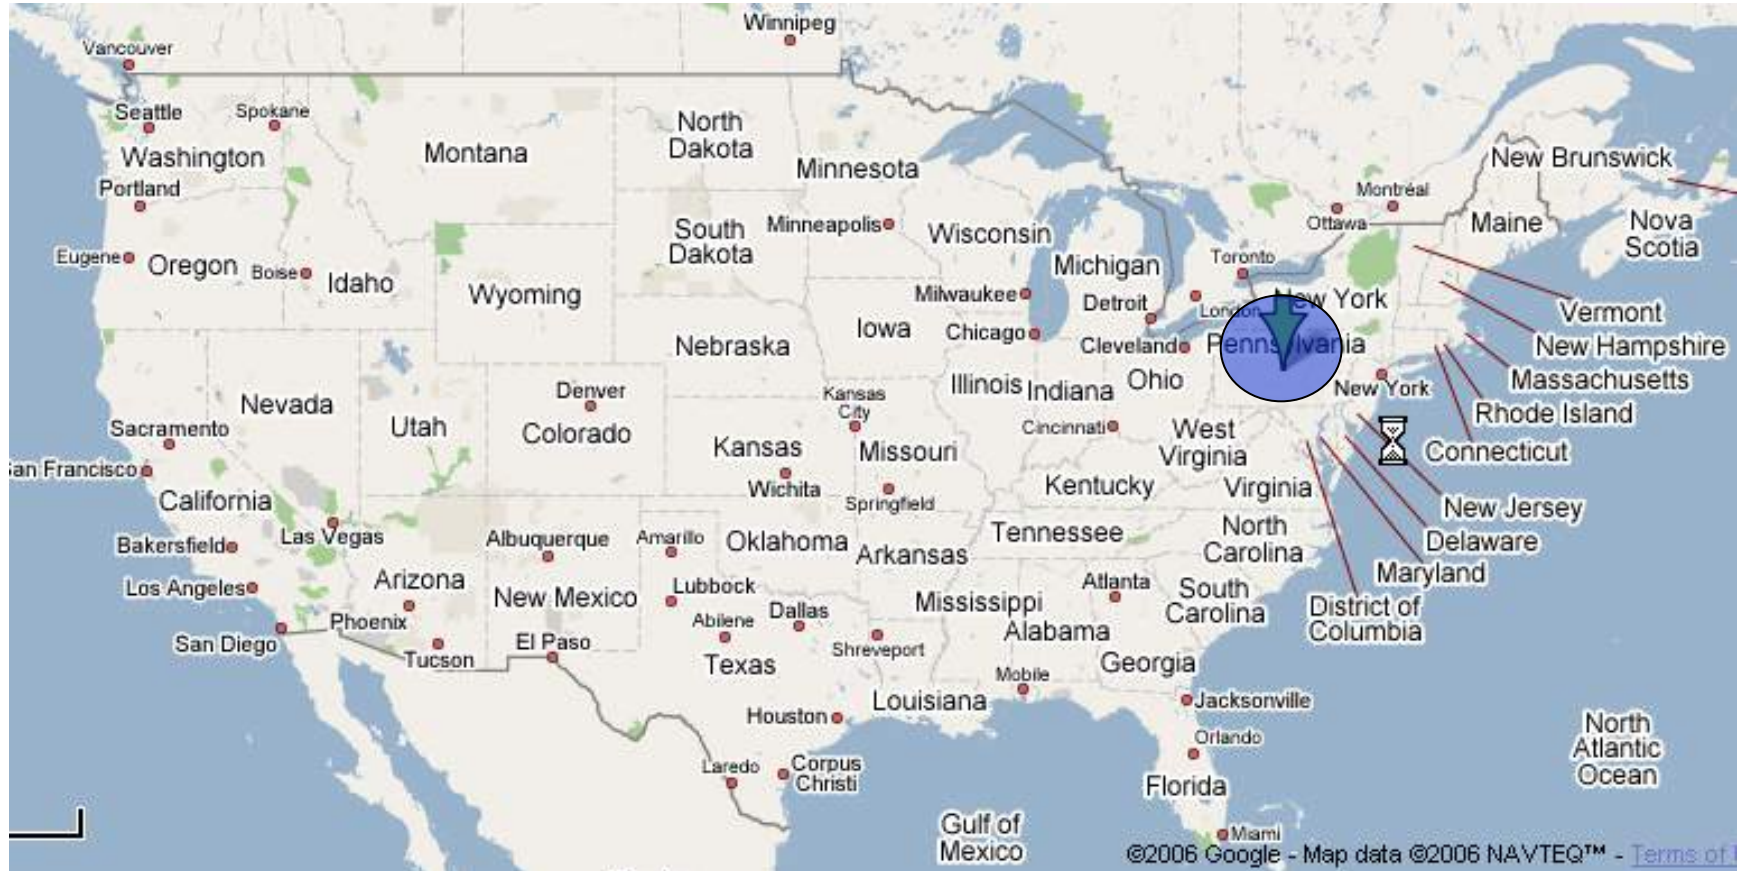 Winnipeg
Vancouver
Seattle
Spokane
Washington
Montana
North
Dakota
Minnesota
New Brunswick
Portland
Montréal
Ottawa
Maine
Nova
Scotia
Eugene
Oregon
Boise
Idaho
Wyoming
South
Dakota
Minneapolis
Wisconsin
Michigan
Toronto
Milwaukee
Detroit
London
New York
Vermont
Iowa
Chicago
Cleveland
Pennsylvania
New Hampshire
Nebraska
Massachusetts
Nevada
Utah
Denver
Colorado
Kansas
City
Illinois
Indiana
Ohio
New York
Rhode Island
Sacramento
Cincinnati
West
Virginia
Connecticut
San Francisco
Kansas
Missouri
California
Wichita
Springfield
Kentucky
Virginia
New Jersey
Las Vegas
Bakersfield
Albuquerque
Amarillo
Oklahoma
Arkansas
Tennessee
North
Carolina
Delaware
Los Angeles
Arizona
New Mexico
Lubbock
Atlanta
South
Carolina
Maryland
Phoenix
Abilene
Dallas
Mississippi
Alabama
District of
Columbia
San Diego
Tucson
El Paso
Texas
Shreveport
Georgia
Mobile
Louisiana
Jacksonville
Houston
Orlando
North
Atlantic
Ocean
Laredo
Corpus
Christi
Florida
Gulf of
Mexico
Miami
©2006 Google - Map data ©2006 NAVTEQ™ - Terms of